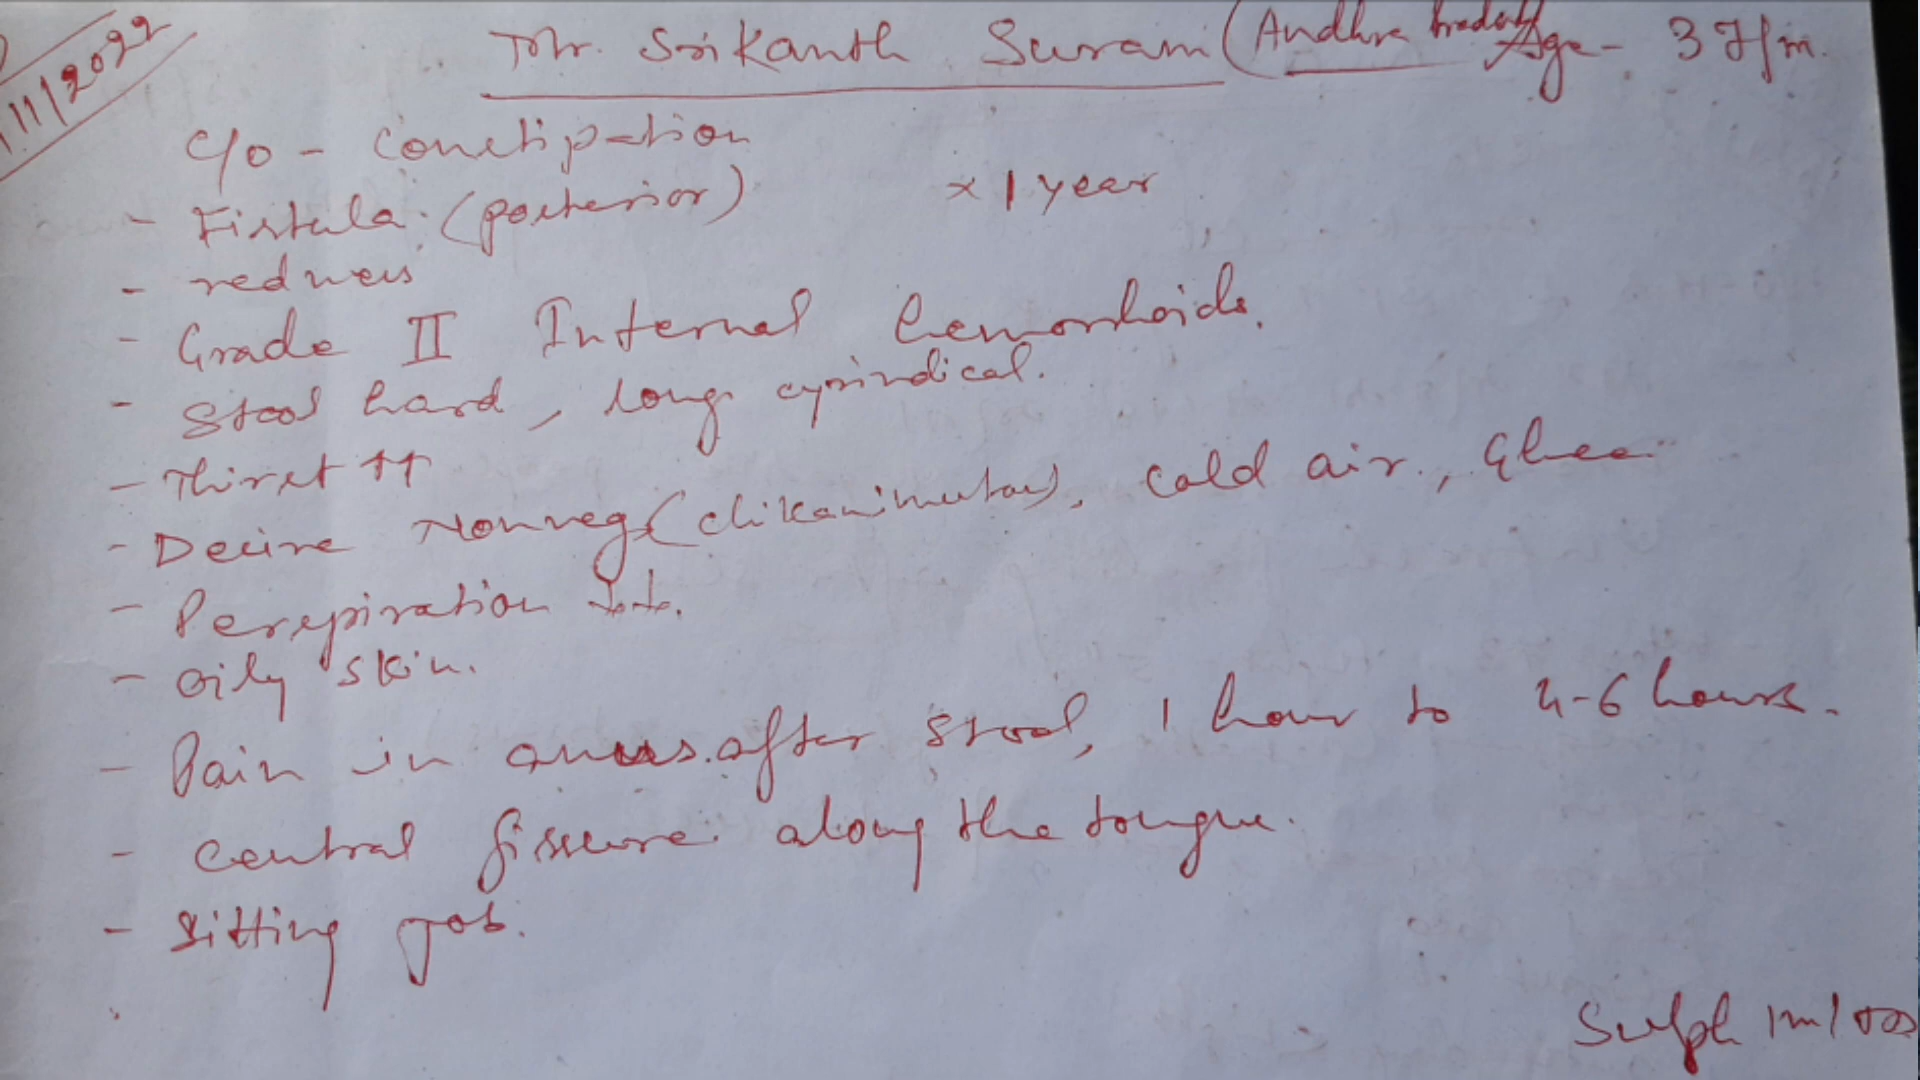 11/2022
Mr. Srikanth Suram (Andhra Pradesh) Age - 37/m.
c/o - Constipation
- Fistula (posterior) x 1 year
- redness
- Grade II Internal hemorrhoids.
- Stool hard, long cyrindical.
- Thirst ↑↑
- Desire Nonveg (chiken, mutton), Cold air, Ghee
- Perspiration
- oily skin.
- Pain in anus after stool, 1 hour to 4-6 hours.
- central fissure along the tongue.
- Sitting job.
Sulph 1m/